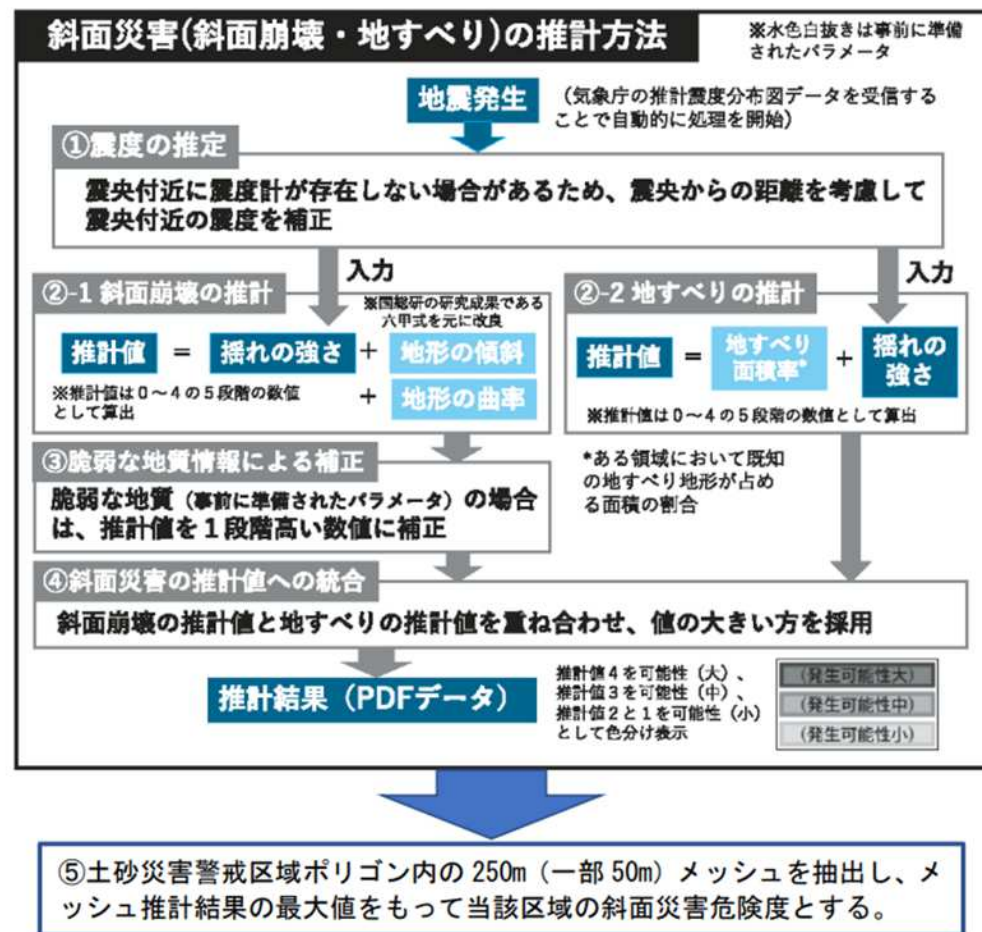 斜面災害(斜面崩壊・地すべり)の推計方法
※水色白抜きは事前に準備
されたパラメータ
地震発生
（気象庁の推計震度分布図データを受信する
ことで自動的に処理を開始）
①震度の推定
震央付近に震度計が存在しない場合があるため、震央からの距離を考慮して
震央付近の震度を補正
入力
入力
②-1 斜面崩壊の推計
※国総研の研究成果である
六甲式を元に改良
推計値 = 揺れの強さ + 地形の傾斜
+ 地形の曲率
※推計値は０～４の５段階の数値
として算出
②-2 地すべりの推計
推計値 = 地すべり
面積率* + 揺れの
強さ
※推計値は０～４の５段階の数値として算出
*ある領域において既知
の地すべり地形が占め
る面積の割合
③脆弱な地質情報による補正
脆弱な地質（事前に準備されたパラメータ）の場合
は、推計値を１段階高い数値に補正
④斜面災害の推計値への統合
斜面崩壊の推計値と地すべりの推計値を重ね合わせ、値の大きい方を採用
推計結果（PDFデータ）
推計値４を可能性（大）、
推計値３を可能性（中）、
推計値２と１を可能性（小）
として色分け表示
(発生可能性大)
(発生可能性中)
(発生可能性小)
⑤土砂災害警戒区域ポリゴン内の 250m（一部 50m）メッシュを抽出し、メ
ッシュ推計結果の最大値をもって当該区域の斜面災害危険度とする。